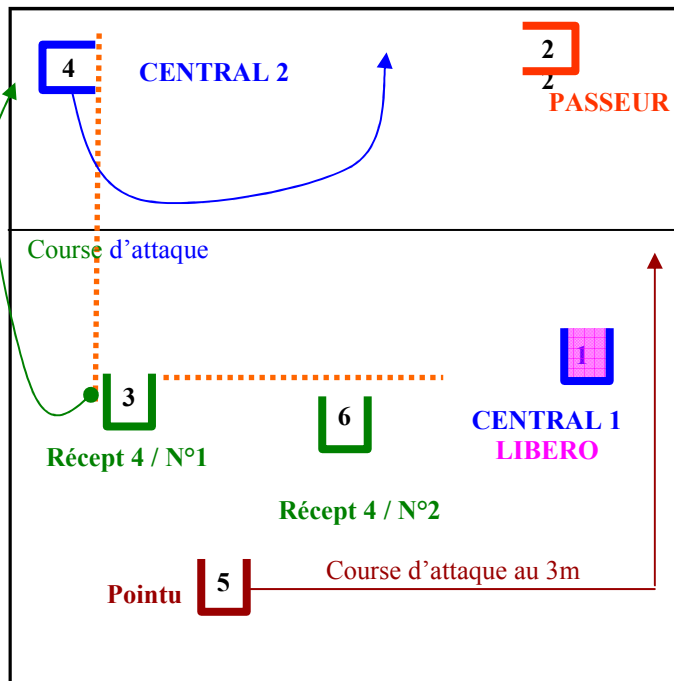 4
CENTRAL 2
2
2
PASSEUR
Course d’attaque
1
3
6
CENTRAL 1
LIBERO
Récept 4 / N°1
Récept 4 / N°2
Pointu
5
Course d’attaque au 3m